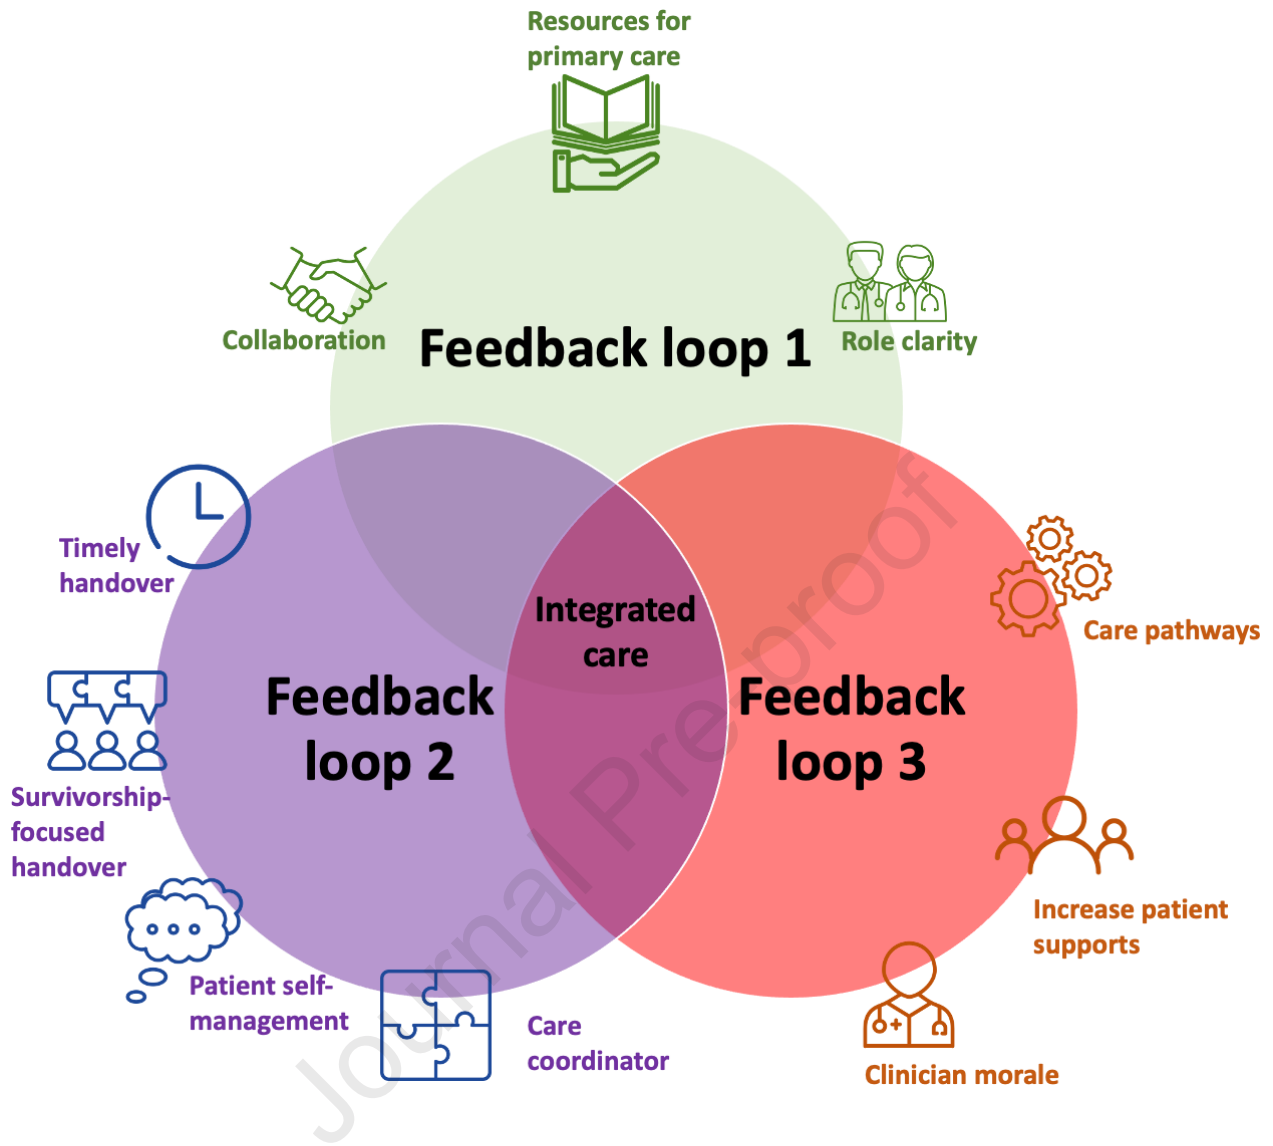 Resources for
primary care
Collaboration
Feedback loop 1
Role clarity
Timely
handover
Integrated
care
Care pathways
Feedback
loop 2
Feedback
loop 3
Survivorship-
focused
handover
Increase patient
supports
Patient self-
management
Care
coordinator
Clinician morale
Journal Pre-proof